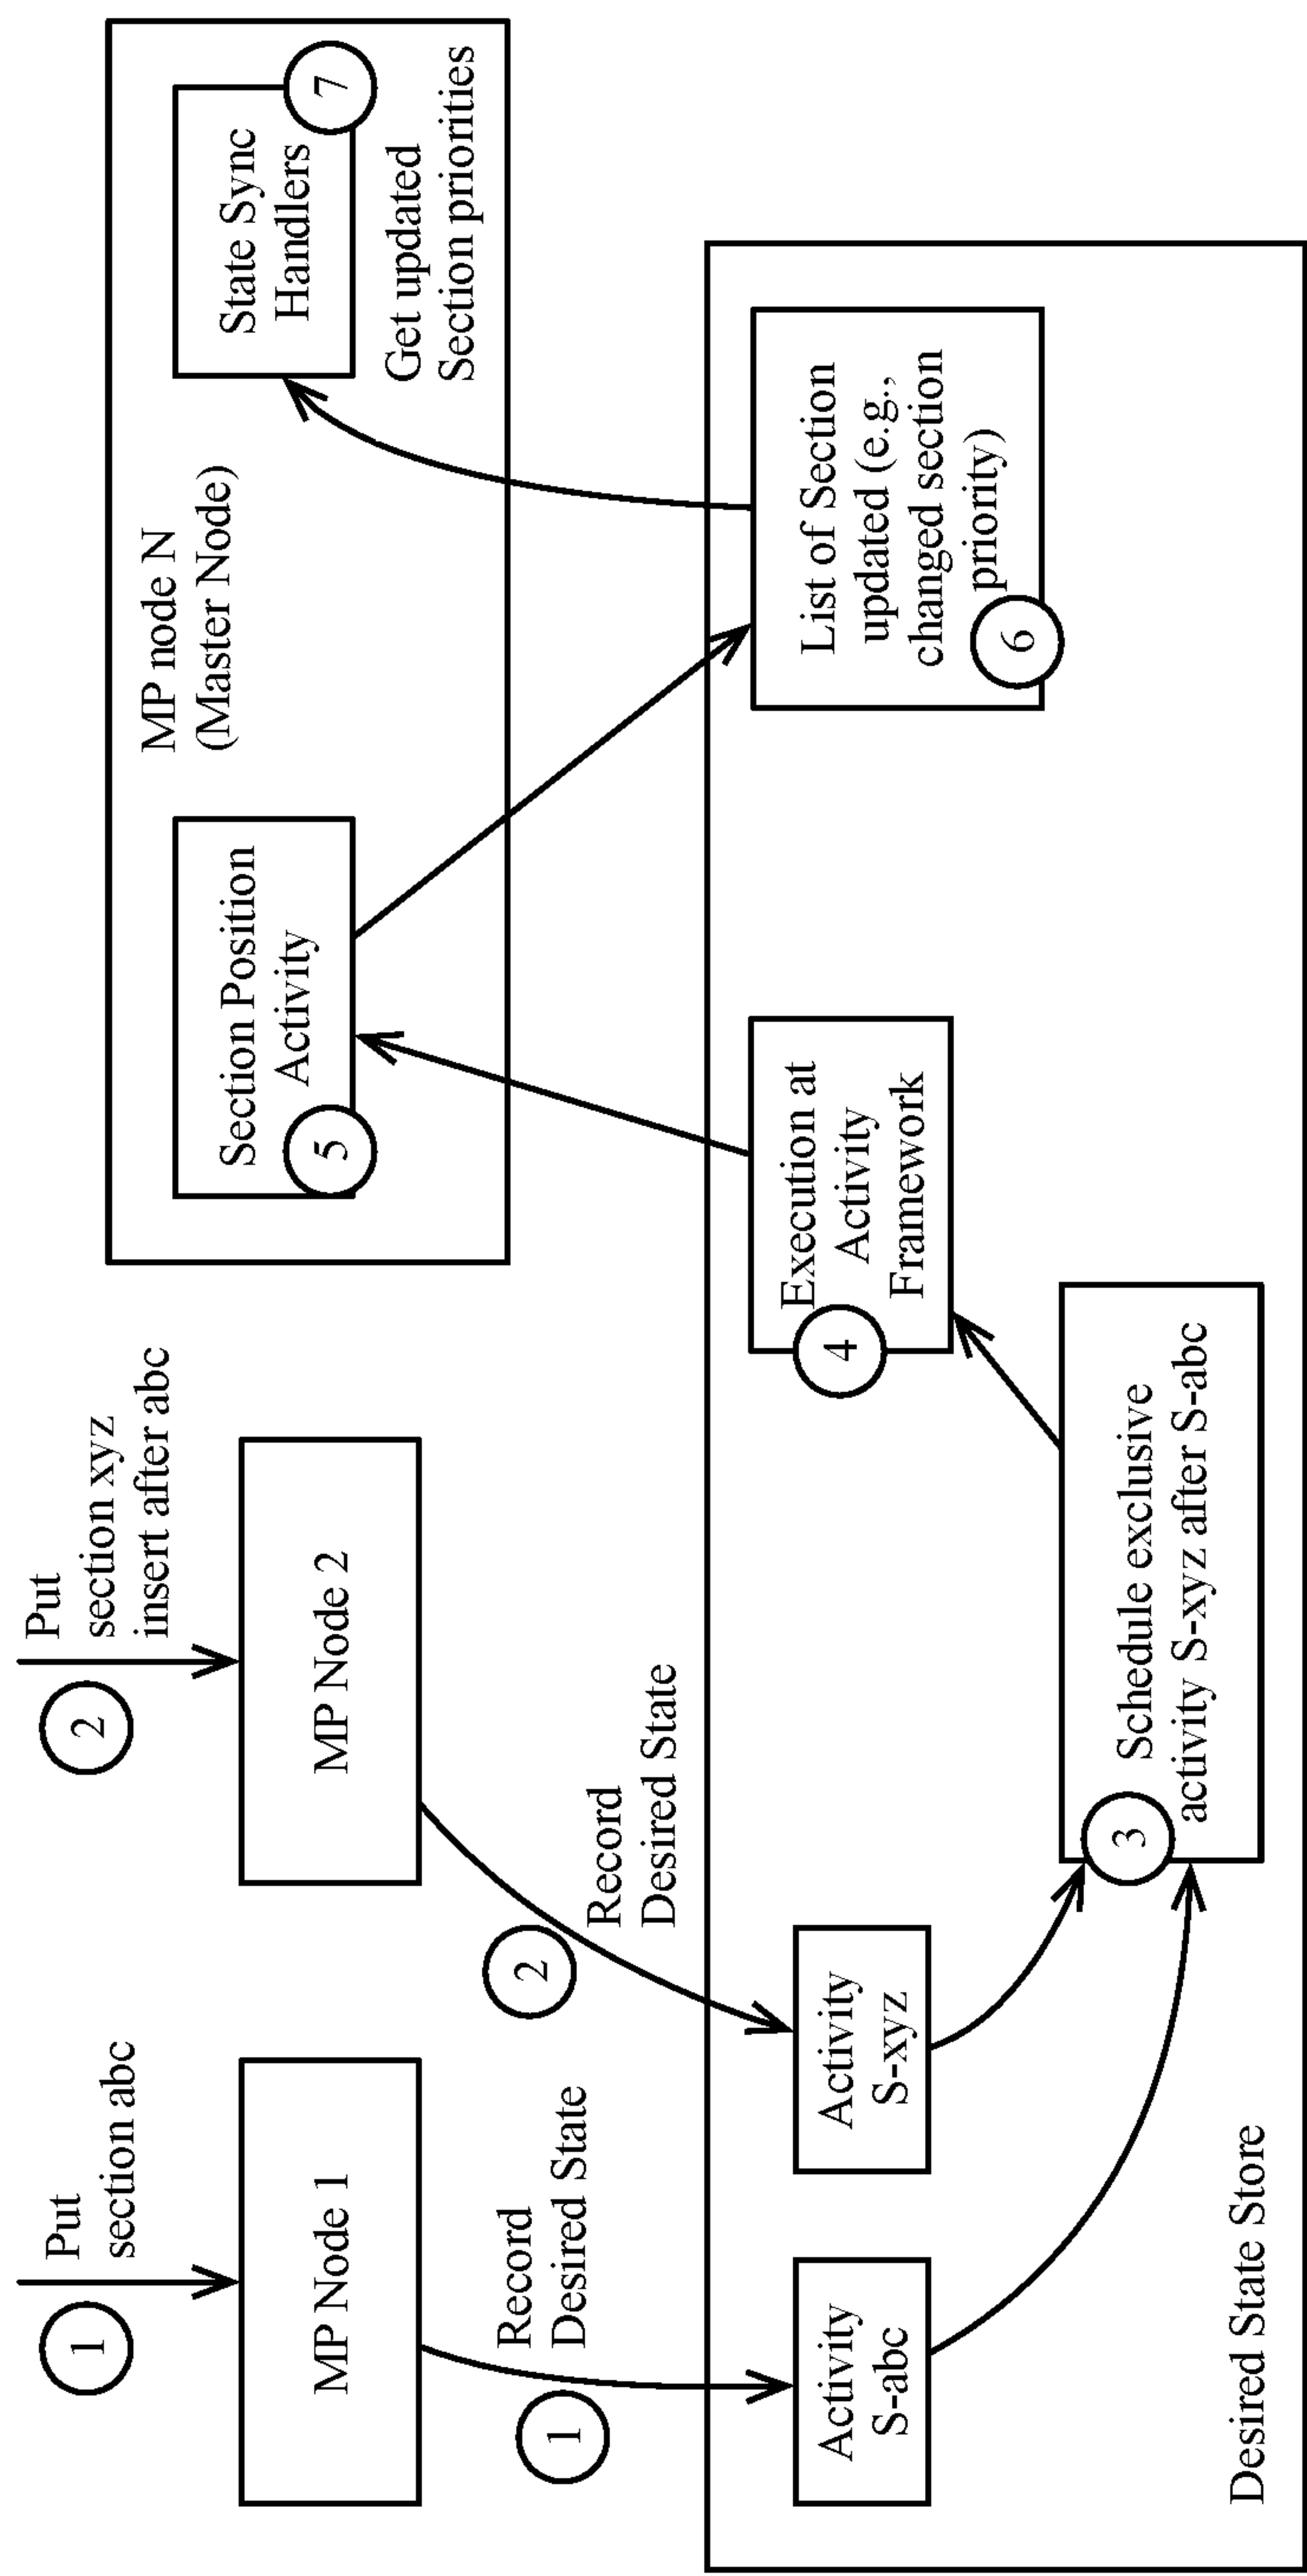 1
Put
section abc
2
Put
section xyz
insert after abc
MP Node 1
MP Node 2
MP node N
(Master Node)
5
Section Position
Activity
State Sync
Handlers
7
Get updated
Section priorities
1
Record
Desired State
2
Record
Desired State
Activity
S-abc
Activity
S-xyz
3
Schedule exclusive
activity S-xyz after S-abc
4
Execution at
Activity
Framework
List of Section
updated (e.g.,
changed section
priority)
6
Desired State Store